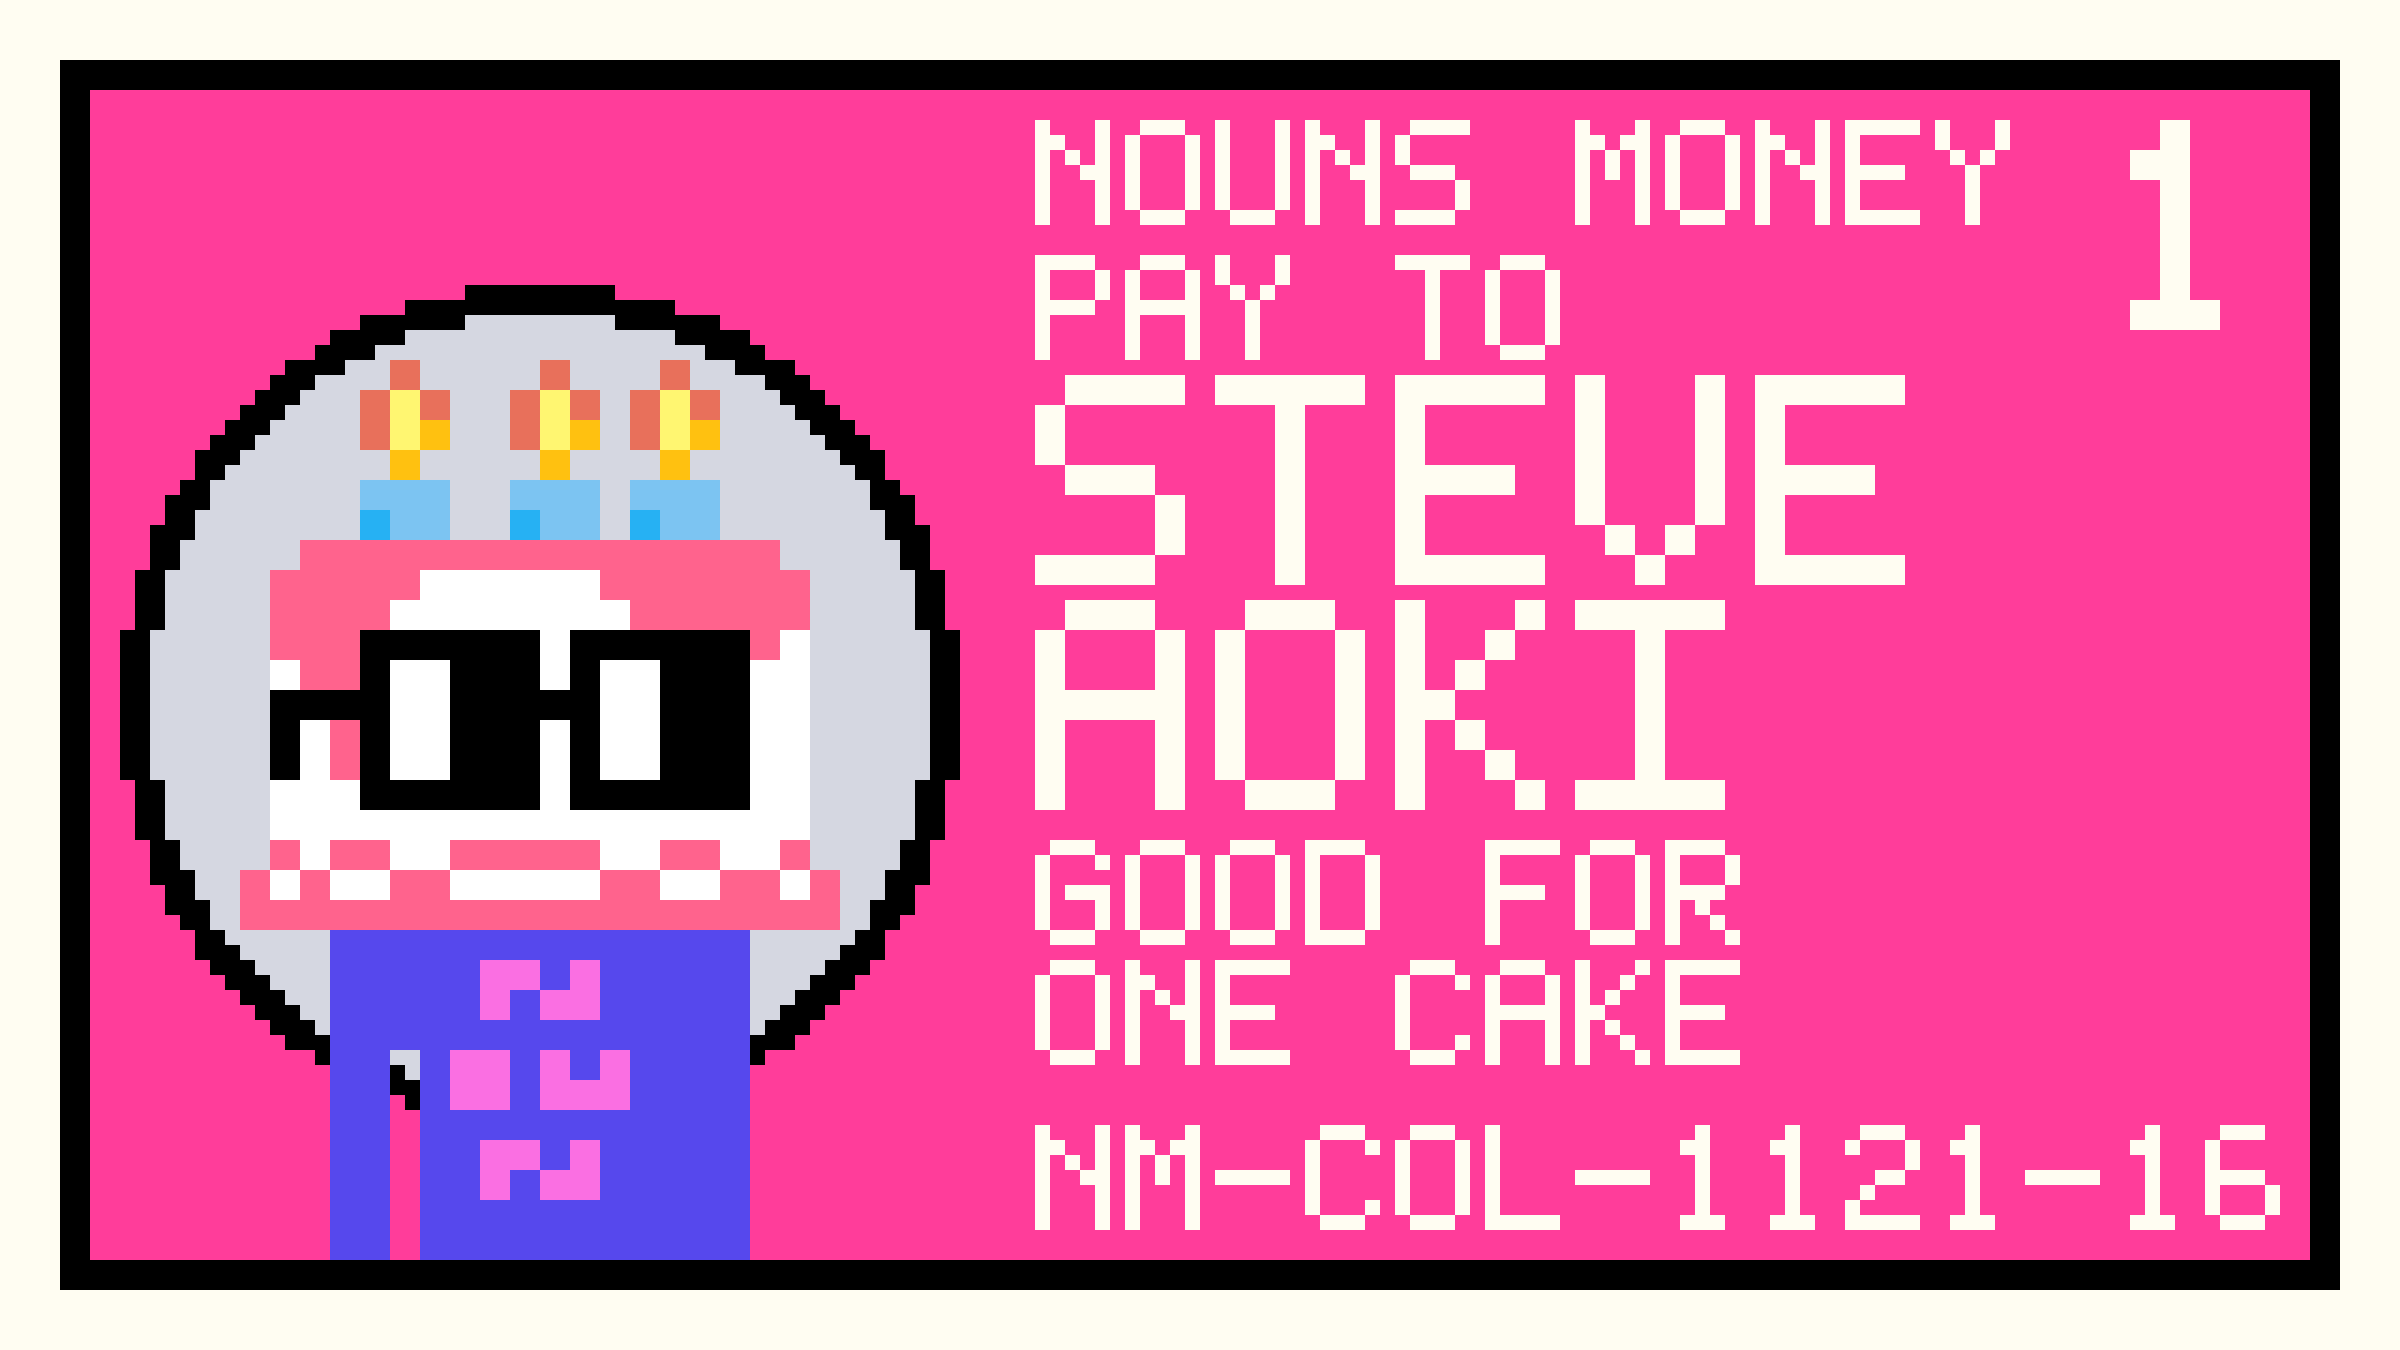 NOUNS MONEY 1
PAY TO
STEVE
AOKI
GOOD FOR
ONE CAKE
NM-COL-1121-16